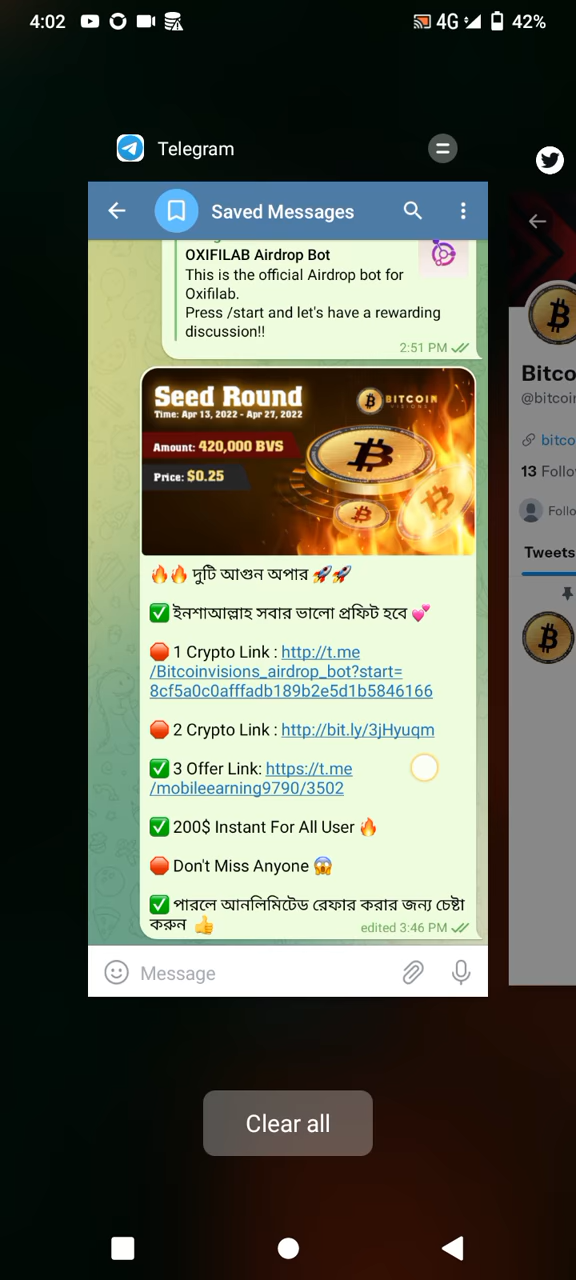 4:02
4G
42%
Telegram
Saved Messages
OXIFILAB Airdrop Bot
This is the official Airdrop bot for
Oxifilab.
Press /start and let's have a rewarding
discussion!!
2:51 PM
Seed Round
Time: Apr 13, 2022 - Apr 27, 2022
BITCOIN
VISIONS
Amount: 420,000 BVS
Price: $0.25
🔥🔥 দুটি আগুন অপার 🚀🚀
✅ ইনশাআল্লাহ সবার ভালো প্রফিট হবে 💕
🛑 1 Crypto Link : http://t.me
/Bitcoinvisions_airdrop_bot?start=
8cf5a0c0afffadb189b2e5d1b5846166
🛑 2 Crypto Link : http://bit.ly/3jHyuqm
✅ 3 Offer Link: https://t.me
/mobileearning9790/3502
✅ 200$ Instant For All User 🔥
🛑 Don't Miss Anyone 😱
✅ পারলে আনলিমিটেড রেফার করার জন্য চেষ্টা
করুন 👍
edited 3:46 PM
Message
Bitco
@bitcoin
bitco
13 Follo
Follo
Tweets
Clear all